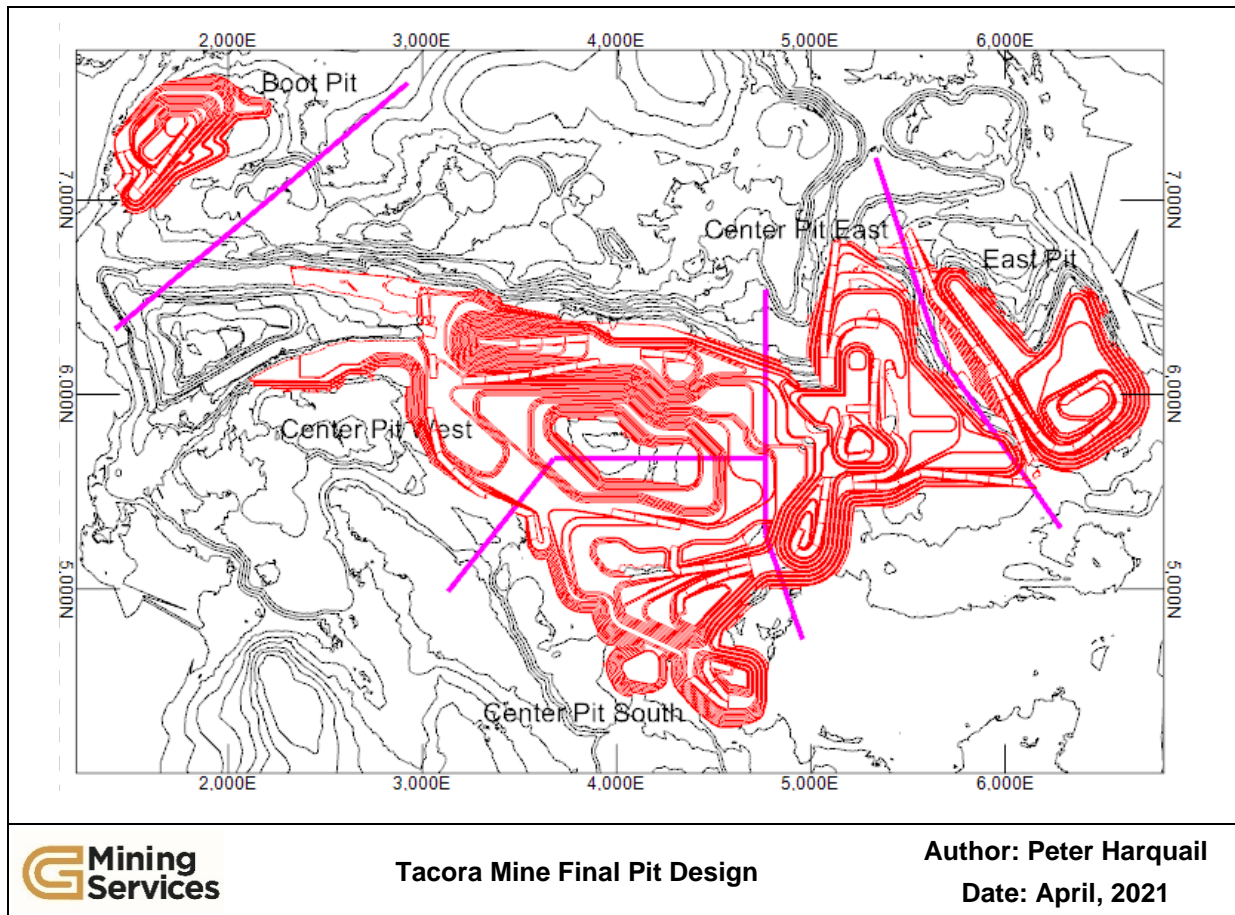 2,000E 3,000E 4,000E 5,000E 6,000E
Boot Pit
7,000N
7,000N
Center Pit East
East Pit
6,000N
6,000N
Center Pit West
5,000N
5,000N
Center Pit South
2,000E 3,000E 4,000E 5,000E 6,000E
G Mining
Services
Tacora Mine Final Pit Design
Author: Peter Harquail
Date: April, 2021